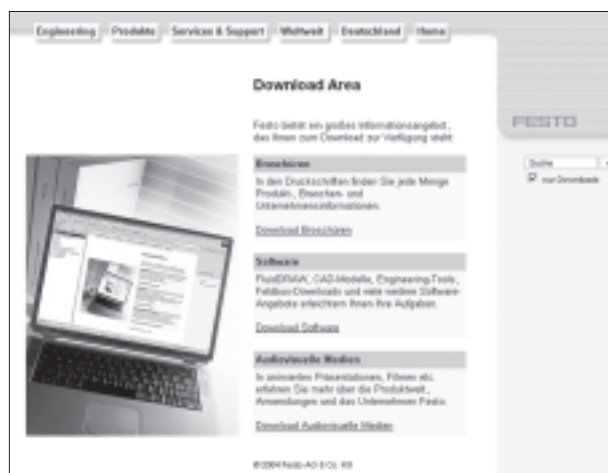 Engineering Produkte Services & Support Weltweit Deutschland Home
Download Area
Festo bietet ein großes Informationsangebot,
das Ihnen zum Download zur Verfügung steht:
FESTO
Suche
nur Downloads
Broschüren
In den Druckschriften finden Sie jede Menge
Produkt-, Branchen- und
Unternehmensinformationen.
Download Broschüren
Software
FluidDRAW, CAD-Modelle, Engineering-Tools,
Feldbus-Downloads und viele weitere Software-
Angebote erleichtern Ihnen Ihre Aufgaben.
Download Software
Audiovisuelle Medien
In animierten Präsentationen, Filmen etc.
erfahren Sie mehr über die Produktwelt,
Anwendungen und das Unternehmen Festo.
Download Audiovisuelle Medien
© 2004 Festo AG & Co. KG